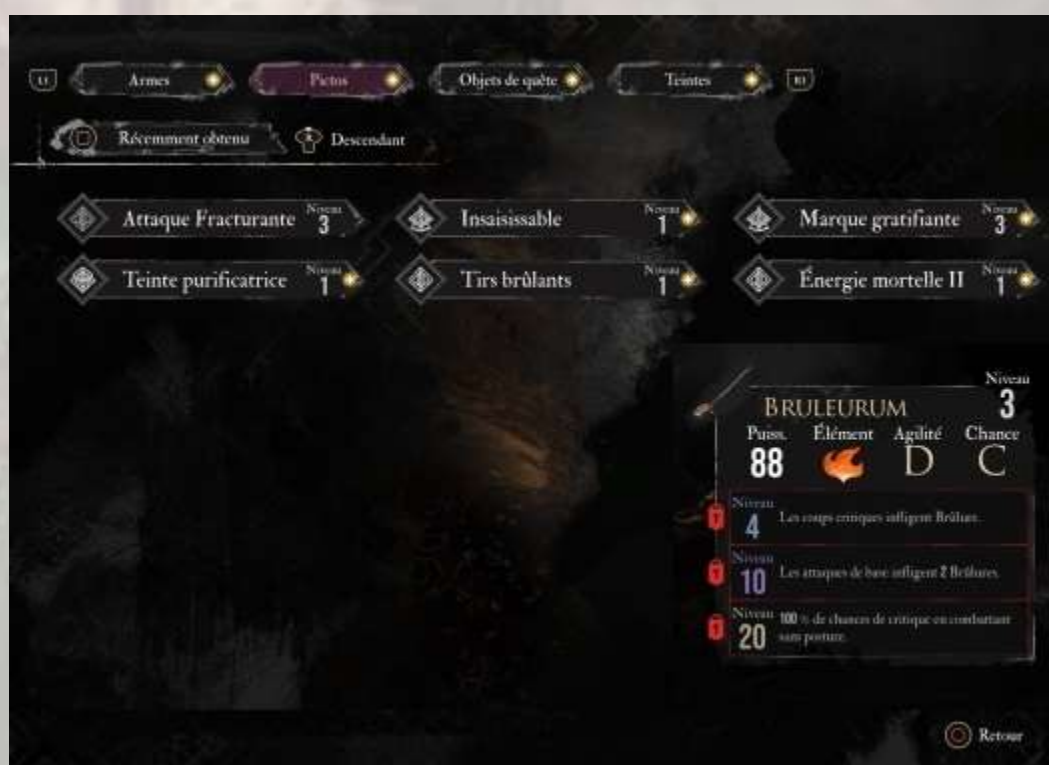 L1 Armes Pictos Objets de quête Teintes R1
Récemment obtenu R Descendant
Attaque Fracturante Niveau 3 Insaisissable Niveau 1 Marque gratifiante Niveau 3
Teinte purificatrice Niveau 1 Tirs brûlants Niveau 1 Énergie mortelle II Niveau 1
Niveau
BRULEURUM 3
Puiss. Élément Agilité Chance
88 D C
Niveau
4 Les coups critiques infligent Brûlure.
Niveau
10 Les attaques de base infligent 2 Brûlures.
Niveau 100 % de chances de critique en combattant
20 sans posture.
Retour